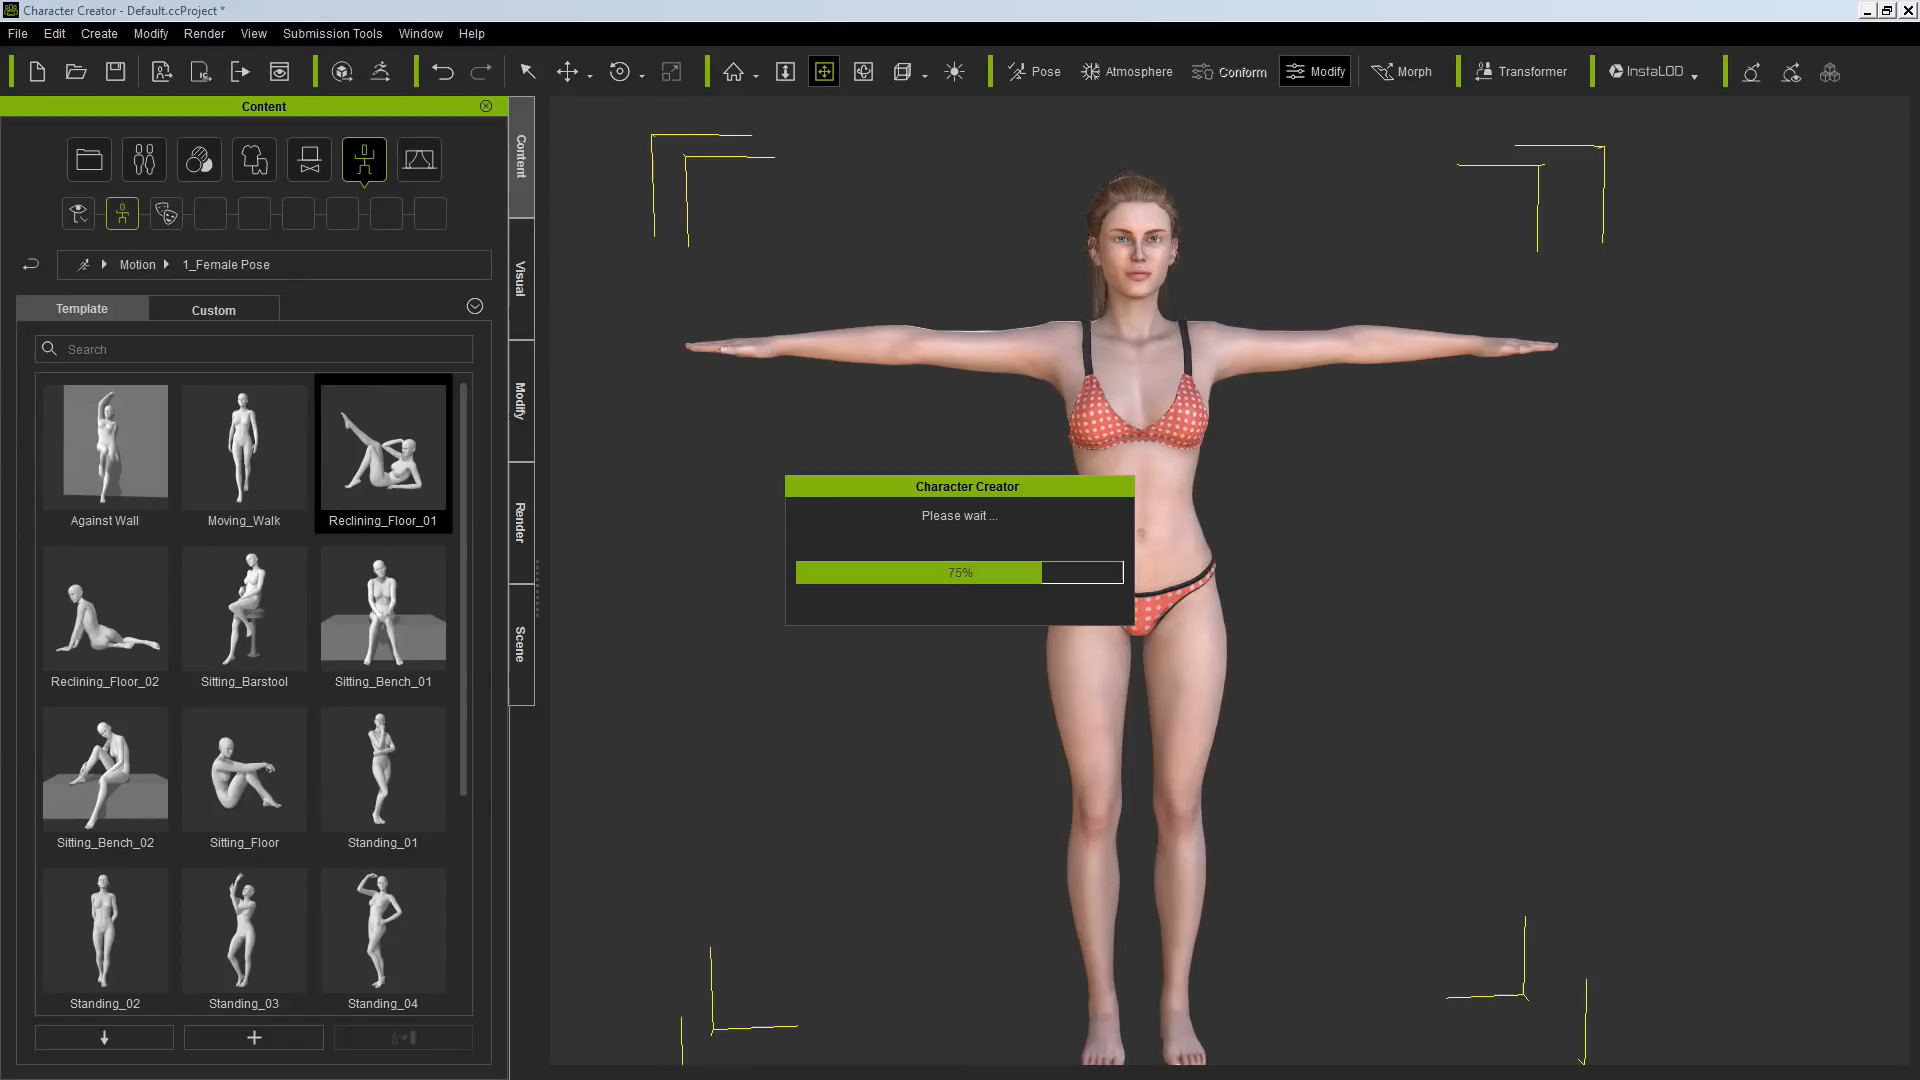 Character Creator - Default.ccProject *
File Edit Create Modify Render View Submission Tools Window Help
Pose Atmosphere Conform Modify Morph Transformer InstaLOD
Content
Content
Visual
Modify
Render
Scene
Motion 1_Female Pose
Template Custom
Search
Against Wall Moving_Walk Reclining_Floor_01
Reclining_Floor_02 Sitting_Barstool Sitting_Bench_01
Sitting_Bench_02 Sitting_Floor Standing_01
Standing_02 Standing_03 Standing_04
Character Creator
Please wait ...
75%